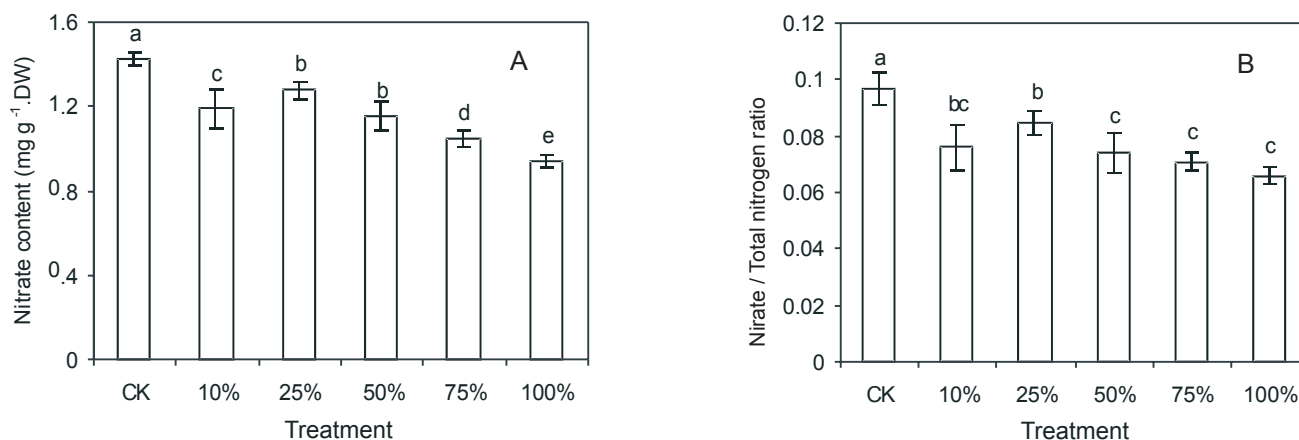 1.6
1.2
0.8
0.4
0
Nitrate content (mg g⁻¹.DW)
A
a
c
b
b
d
e
CK 10% 25% 50% 75% 100%
Treatment
0.12
0.1
0.08
0.06
0.04
0.02
0
Nirate / Total nitrogen ratio
B
a
bc
b
c
c
c
CK 10% 25% 50% 75% 100%
Treatment